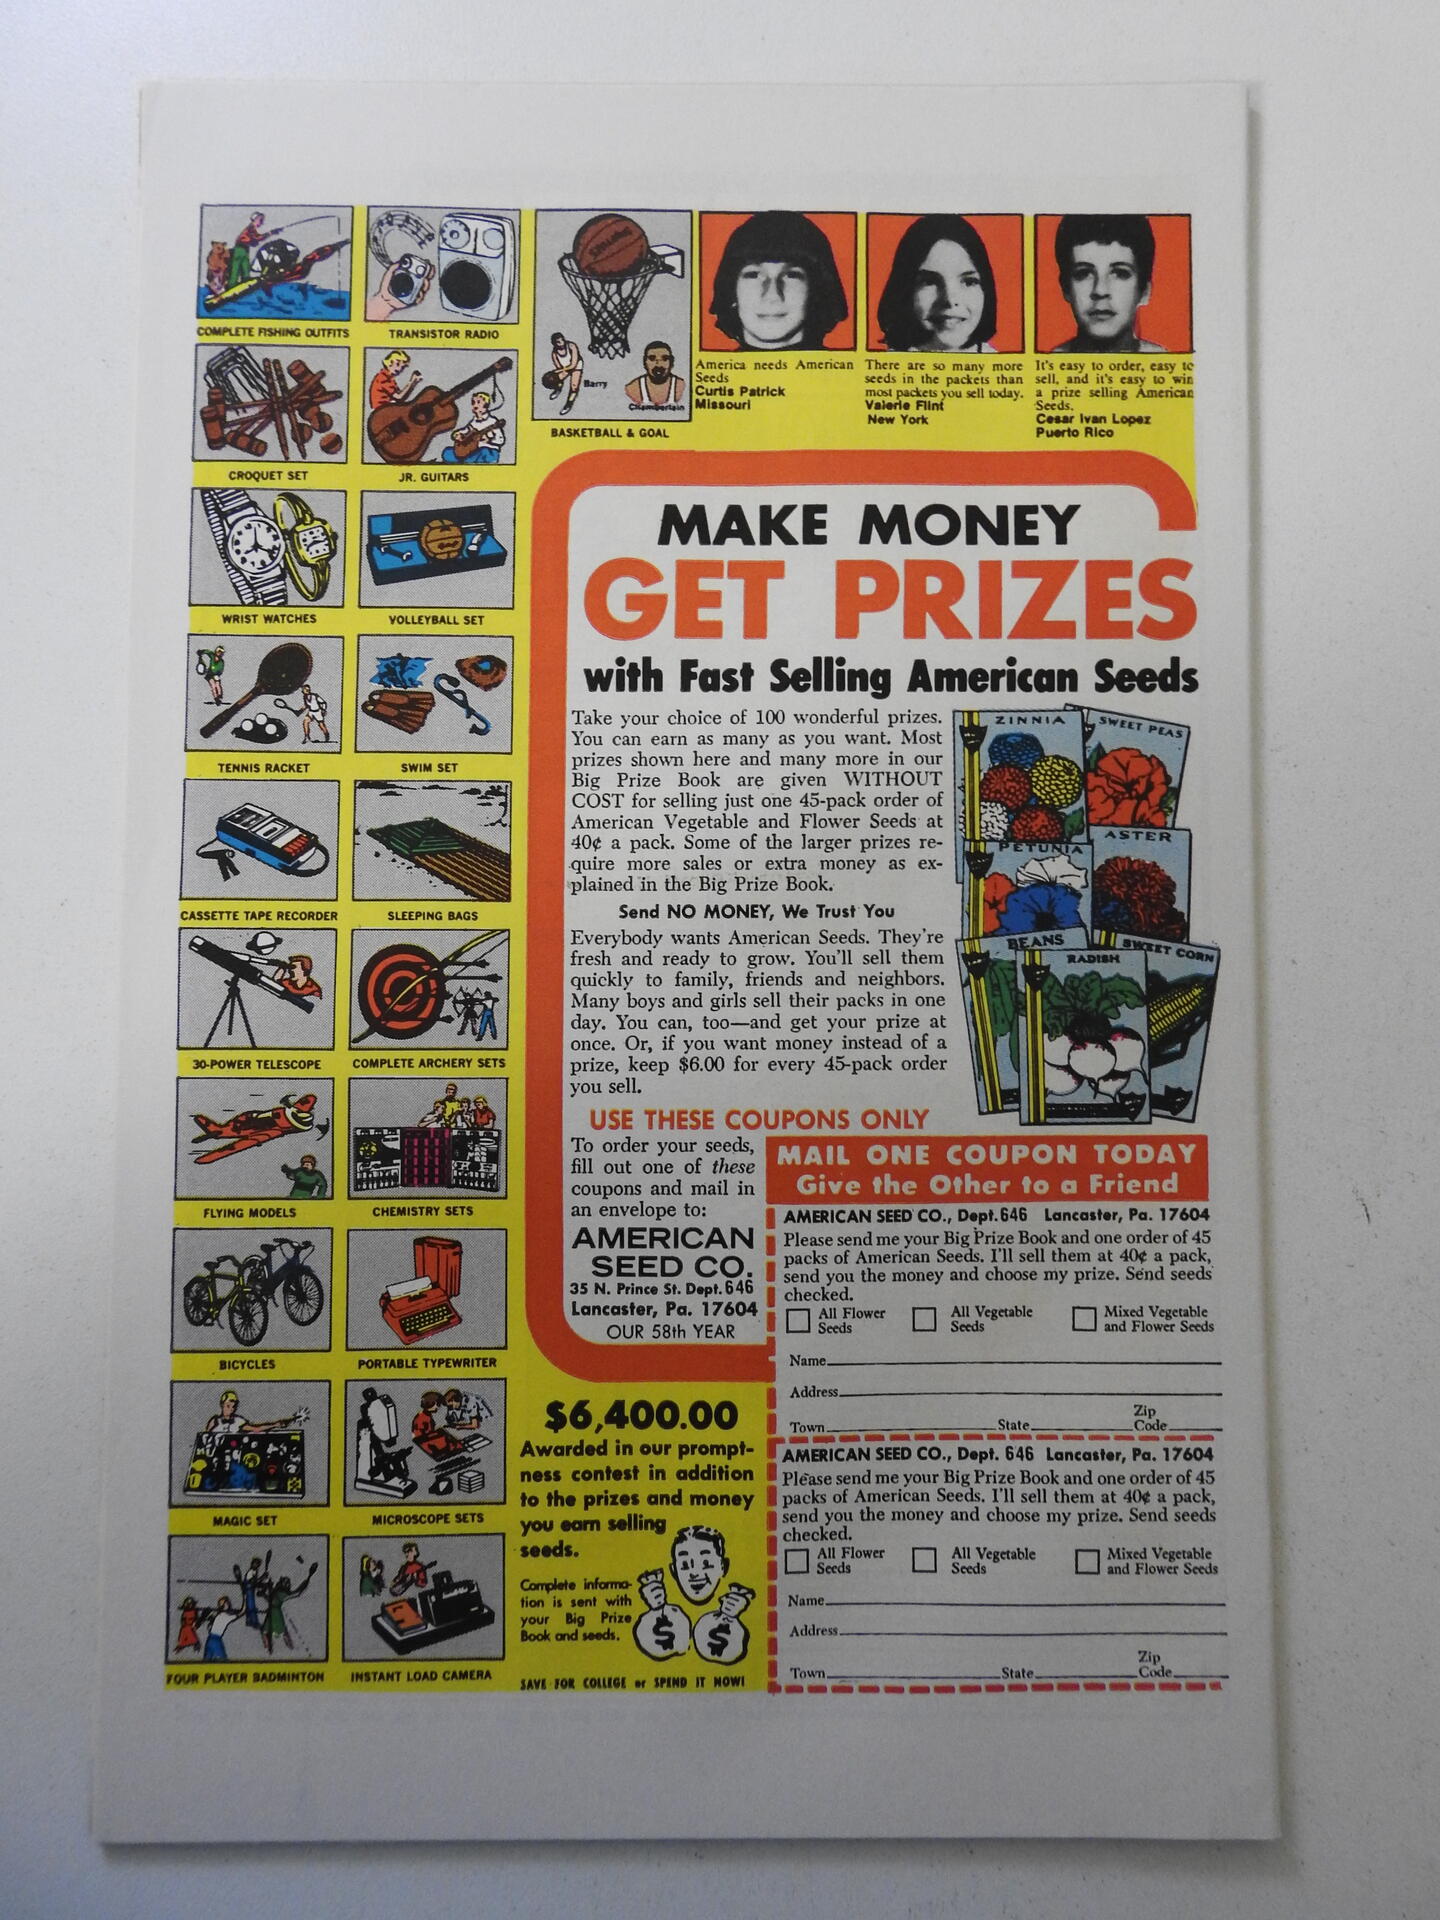 COMPLETE FISHING OUTFITS
TRANSISTOR RADIO
CROQUET SET
JR. GUITARS
WRIST WATCHES
VOLLEYBALL SET
TENNIS RACKET
SWIM SET
CASSETTE TAPE RECORDER
SLEEPING BAGS
30-POWER TELESCOPE
COMPLETE ARCHERY SETS
FLYING MODELS
CHEMISTRY SETS
BICYCLES
PORTABLE TYPEWRITER
MAGIC SET
MICROSCOPE SETS
FOUR PLAYER BADMINTON
INSTANT LOAD CAMERA
SPALDING
Barry
Chamberlain
BASKETBALL & GOAL
America needs American
Seeds
Curtis Patrick
Missouri
There are so many more
seeds in the packets than
most packets you sell today.
Valerie Flint
New York
It's easy to order, easy to
sell, and it's easy to win
a prize selling American
Seeds.
Cesar Ivan Lopez
Puerto Rico
MAKE MONEY
GET PRIZES
with Fast Selling American Seeds
Take your choice of 100 wonderful prizes.
You can earn as many as you want. Most
prizes shown here and many more in our
Big Prize Book are given WITHOUT
COST for selling just one 45-pack order of
American Vegetable and Flower Seeds at
40¢ a pack. Some of the larger prizes re-
quire more sales or extra money as ex-
plained in the Big Prize Book.
Send NO MONEY, We Trust You
Everybody wants American Seeds. They're
fresh and ready to grow. You'll sell them
quickly to family, friends and neighbors.
Many boys and girls sell their packs in one
day. You can, too—and get your prize at
once. Or, if you want money instead of a
prize, keep $6.00 for every 45-pack order
you sell.
ZINNIA
SWEET PEAS
PETUNIA
ASTER
BEANS
RADISH
SWEET CORN
USE THESE COUPONS ONLY
To order your seeds,
fill out one of these
coupons and mail in
an envelope to:
AMERICAN
SEED CO.
35 N. Prince St. Dept. 646
Lancaster, Pa. 17604
OUR 58th YEAR
MAIL ONE COUPON TODAY
Give the Other to a Friend
AMERICAN SEED CO., Dept. 646 Lancaster, Pa. 17604
Please send me your Big Prize Book and one order of 45
packs of American Seeds. I'll sell them at 40¢ a pack,
send you the money and choose my prize. Send seeds
checked.
All Flower Seeds
All Vegetable Seeds
Mixed Vegetable and Flower Seeds
Name
Address
Town State Zip Code
AMERICAN SEED CO., Dept. 646 Lancaster, Pa. 17604
Please send me your Big Prize Book and one order of 45
packs of American Seeds. I'll sell them at 40¢ a pack,
send you the money and choose my prize. Send seeds
checked.
All Flower Seeds
All Vegetable Seeds
Mixed Vegetable and Flower Seeds
Name
Address
Town State Zip Code
$6,400.00
Awarded in our prompt-
ness contest in addition
to the prizes and money
you earn selling
seeds.
Complete informa-
tion is sent with
your Big Prize
Book and seeds.
$ $
SAVE FOR COLLEGE or SPEND IT NOW!